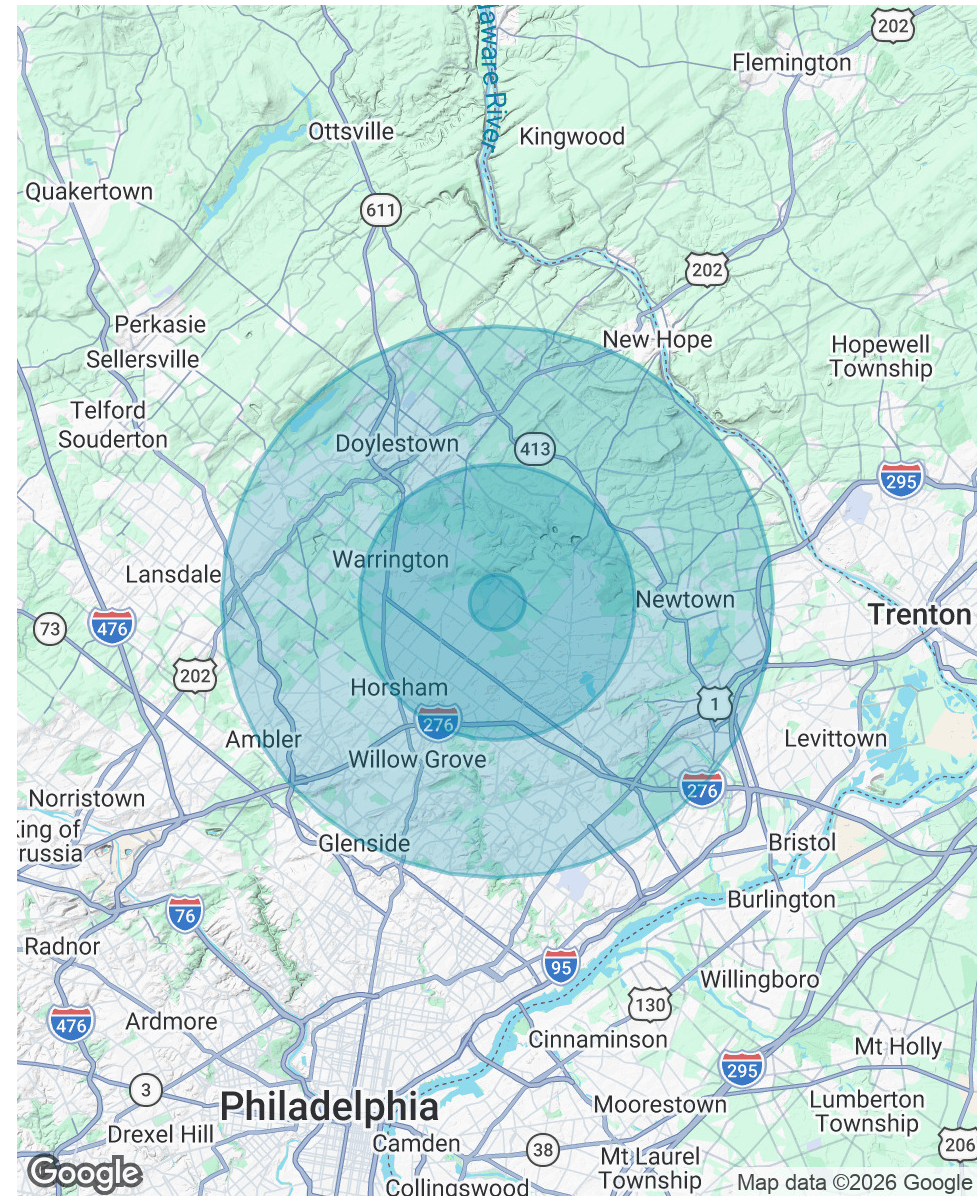 202
Flemington
aware River
Ottsville
Kingwood
Quakertown
611
202
Perkasie
New Hope
Sellersville
Hopewell
Township
Telford
Souderton
Doylestown
413
295
Warrington
Lansdale
Newtown
Trenton
476
73
202
Horsham
1
276
Ambler
Levittown
Willow Grove
276
Norristown
King of
russia
Glenside
Bristol
Burlington
76
Radnor
95
Willingboro
130
476
Ardmore
Cinnaminson
Mt Holly
295
3
Philadelphia
Moorestown
Lumberton
Township
Drexel Hill
Camden
38
206
Mt Laurel
Township
Collingswood
Google
Map data ©2026 Google